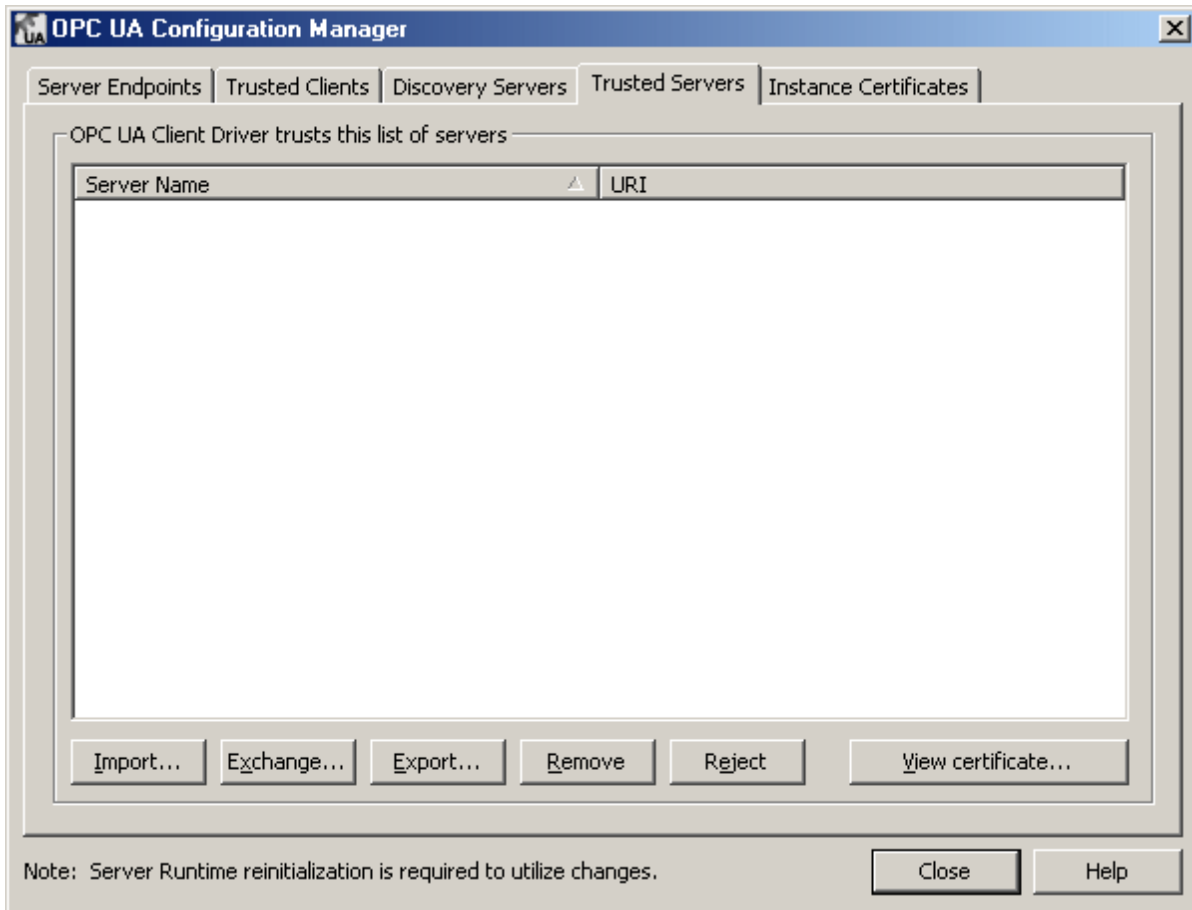 UA OPC UA Configuration Manager
Server Endpoints Trusted Clients Discovery Servers Trusted Servers Instance Certificates
OPC UA Client Driver trusts this list of servers
Server Name URI
Import... Exchange... Export... Remove Reject View certificate...
Note: Server Runtime reinitialization is required to utilize changes. Close Help